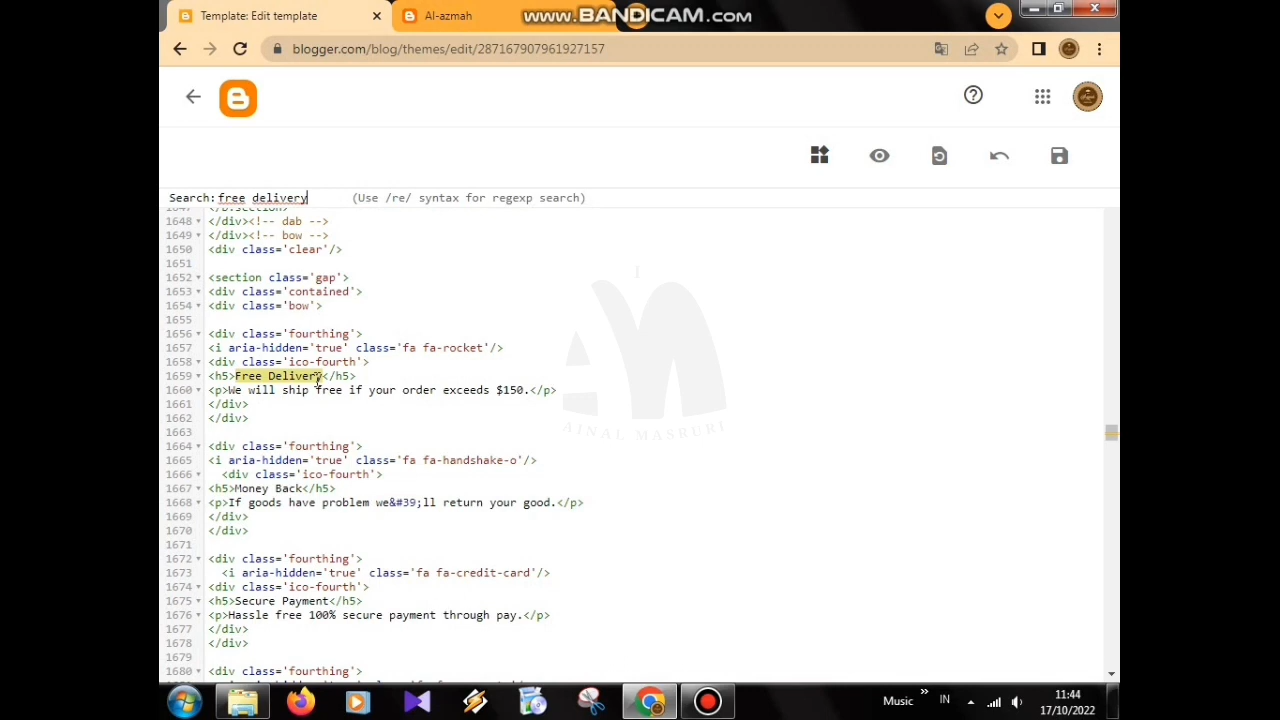 Template: Edit template
Al-azmah
www.BANDICAM.com
blogger.com/blog/themes/edit/287167907961927157
Search: free delivery (Use /re/ syntax for regexp search)
1648 </div><!-- dab -->
1649 </div><!-- bow -->
1650 <div class='clear'/>
1651
1652 <section class='gap'>
1653 <div class='contained'>
1654 <div class='bow'>
1655
1656 <div class='fourthing'>
1657 <i aria-hidden='true' class='fa fa-rocket'/>
1658 <div class='ico-fourth'>
1659 <h5>Free Delivery</h5>
1660 <p>We will ship free if your order exceeds $150.</p>
1661 </div>
1662 </div>
1663
1664 <div class='fourthing'>
1665 <i aria-hidden='true' class='fa fa-handshake-o'/>
1666 <div class='ico-fourth'>
1667 <h5>Money Back</h5>
1668 <p>If goods have problem we&#39;ll return your good.</p>
1669 </div>
1670 </div>
1671
1672 <div class='fourthing'>
1673 <i aria-hidden='true' class='fa fa-credit-card'/>
1674 <div class='ico-fourth'>
1675 <h5>Secure Payment</h5>
1676 <p>Hassle free 100% secure payment through pay.</p>
1677 </div>
1678 </div>
1679
1680 <div class='fourthing'>
AINAL MASRURI
Music
IN
11:44
17/10/2022